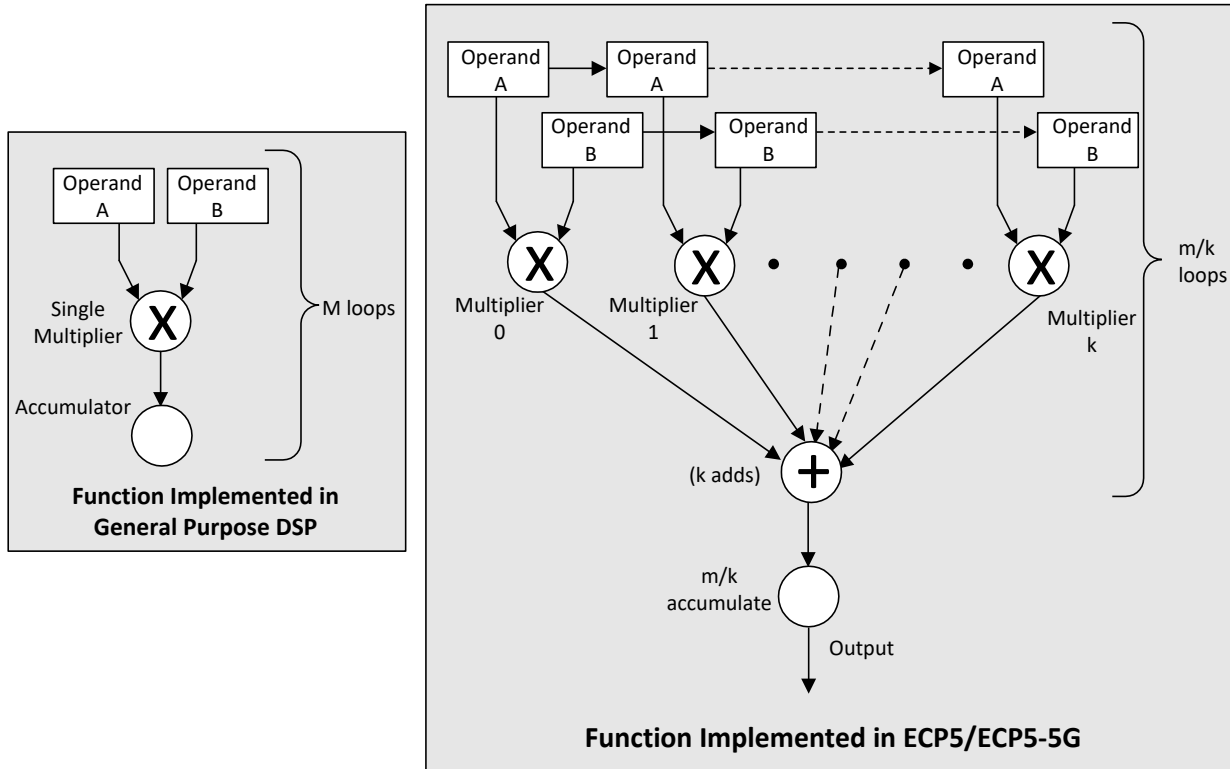 Operand
A
Operand
B
Single
Multiplier
X
M loops
Accumulator
Function Implemented in
General Purpose DSP
Operand
A
Operand
A
Operand
A
Operand
B
Operand
B
Operand
B
X
X
X
m/k
loops
Multiplier
0
Multiplier
1
Multiplier
k
(k adds)
+
m/k
accumulate
Output
Function Implemented in ECP5/ECP5-5G